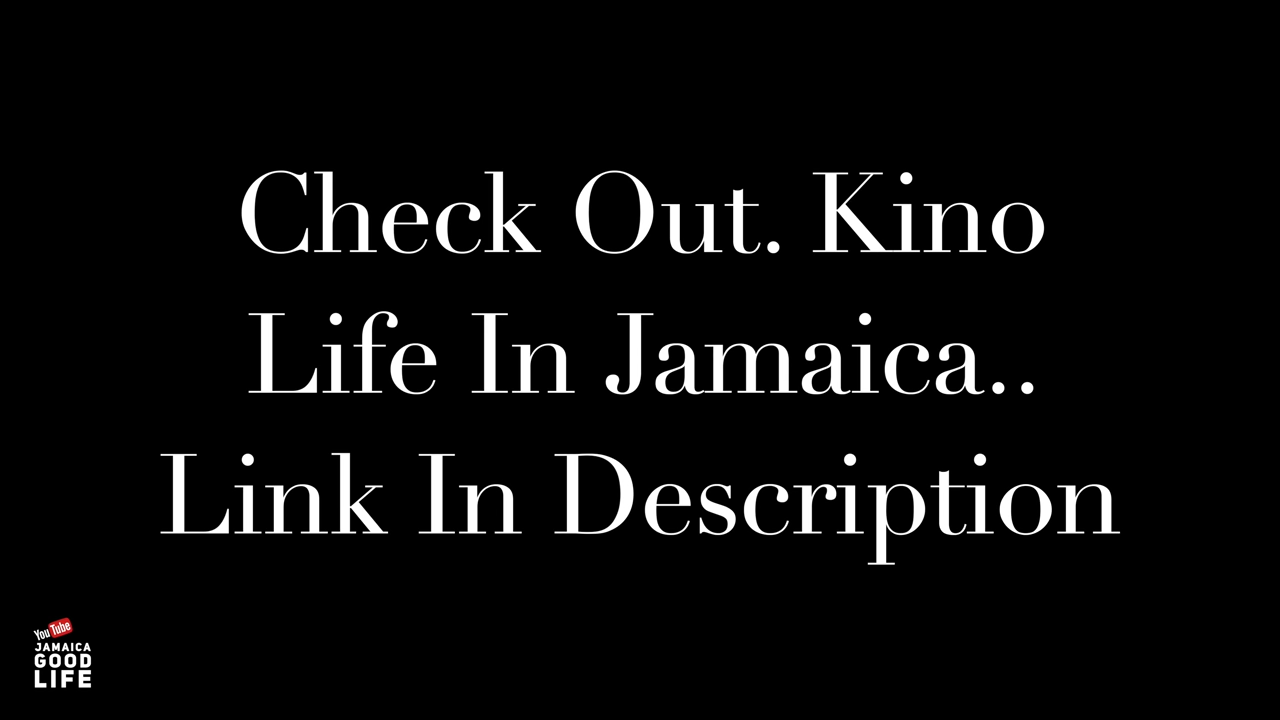 Check Out. Kino
Life In Jamaica..
Link In Description
You Tube
JAMAICA
GOOD
LIFE